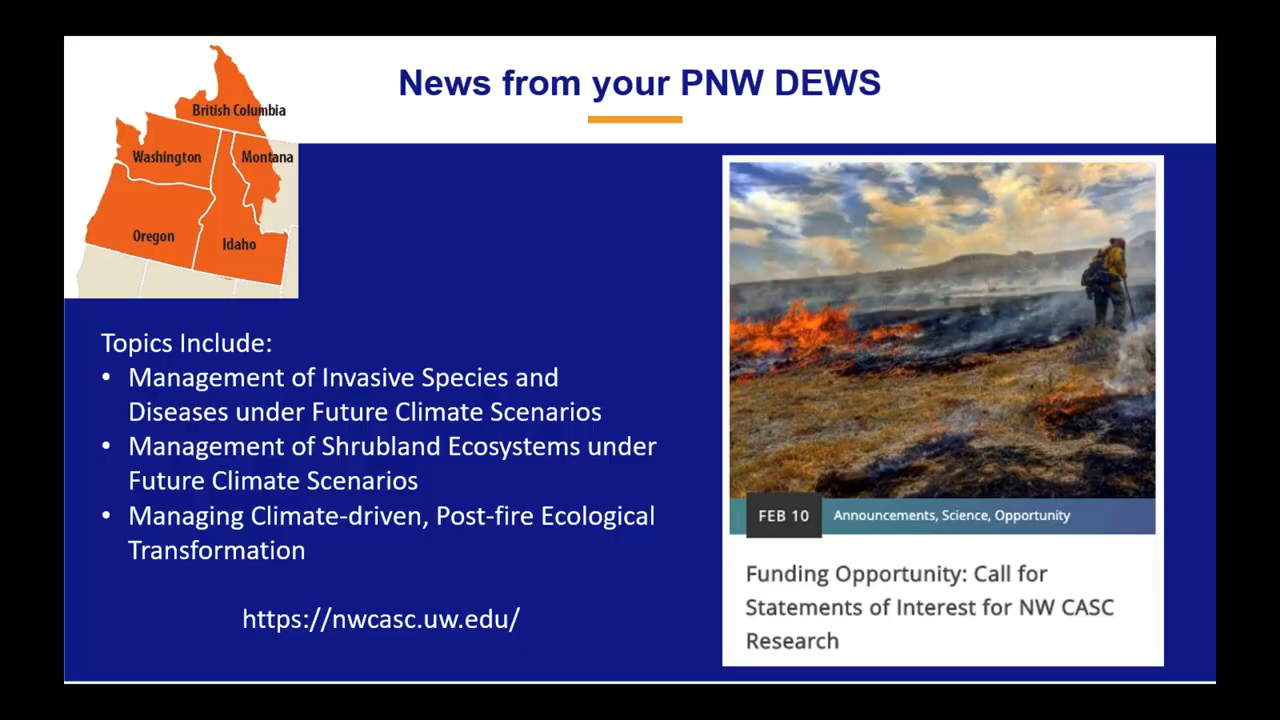 News from your PNW DEWS
British Columbia
Washington
Montana
Oregon
Idaho
Topics Include:
• Management of Invasive Species and
Diseases under Future Climate Scenarios
• Management of Shrubland Ecosystems under
Future Climate Scenarios
• Managing Climate-driven, Post-fire Ecological
Transformation
https://nwcasc.uw.edu/
FEB 10
Announcements, Science, Opportunity
Funding Opportunity: Call for
Statements of Interest for NW CASC
Research